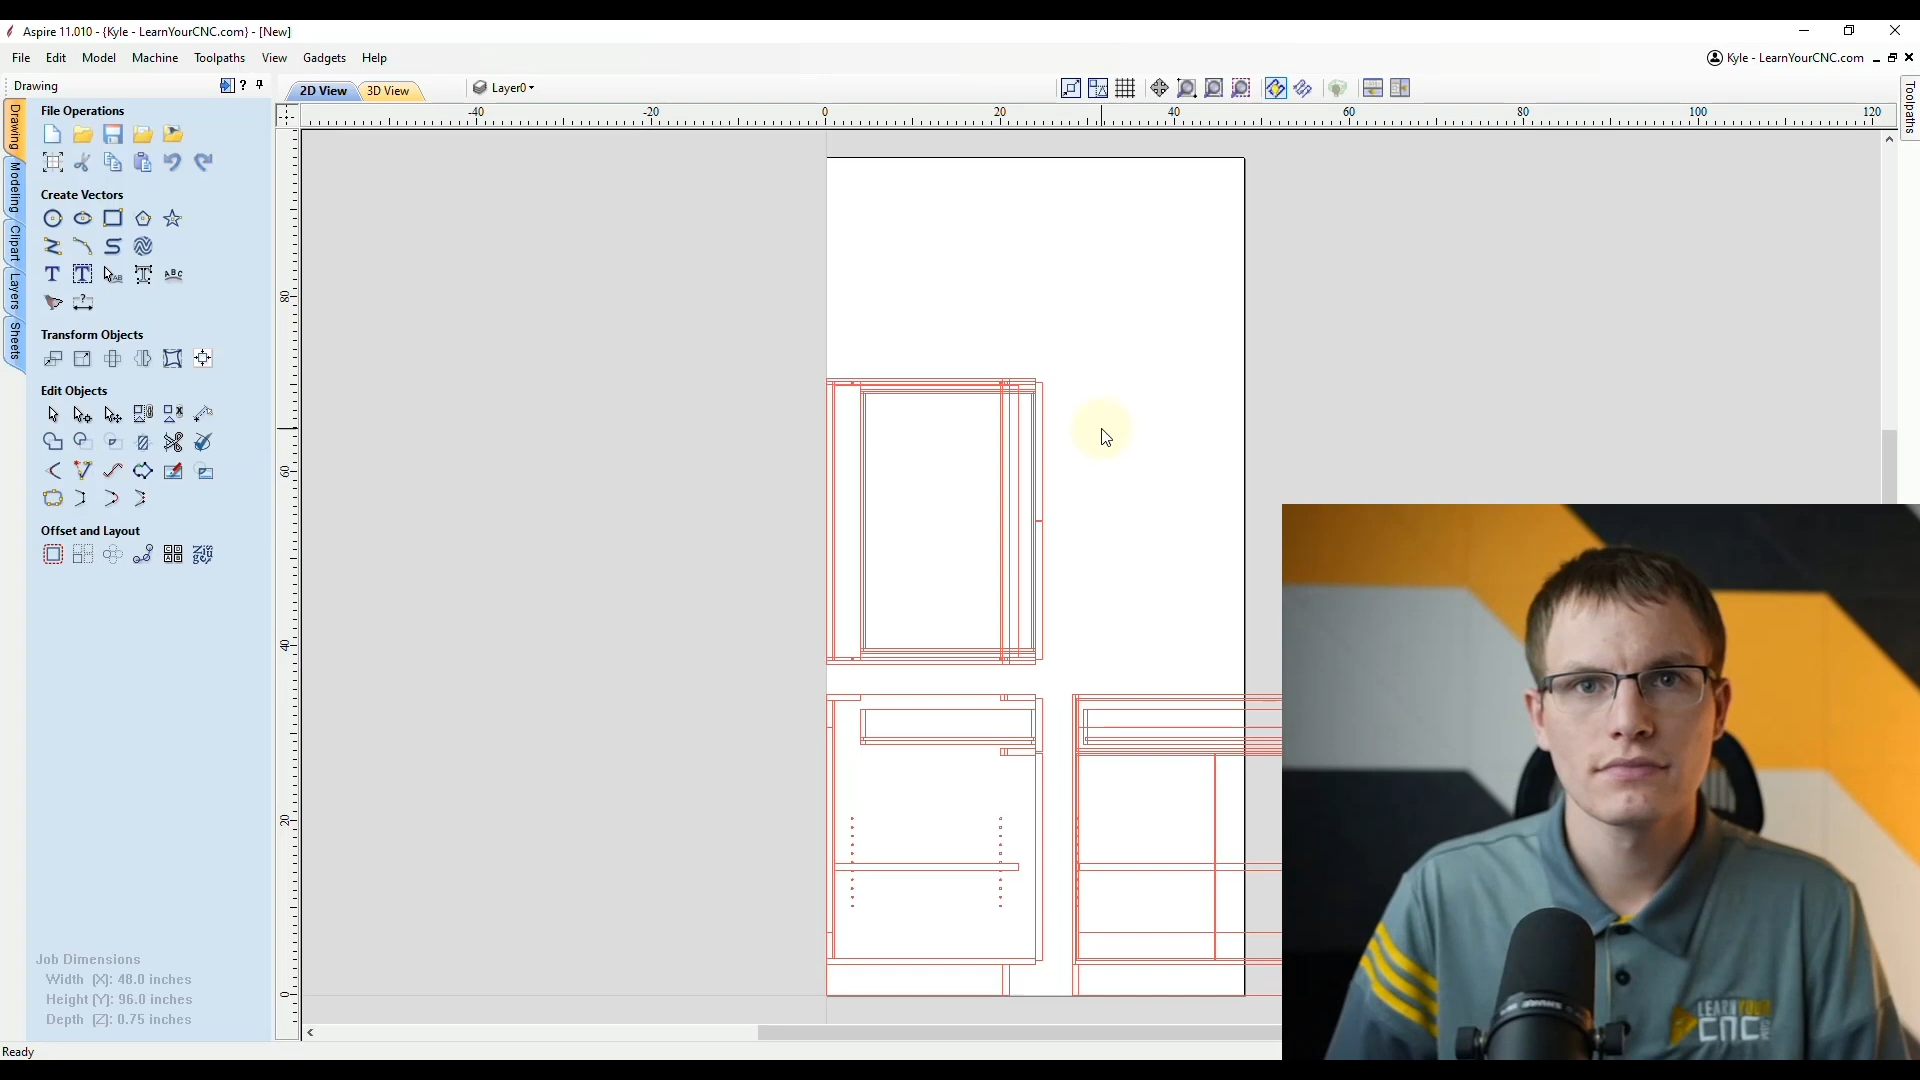 Aspire 11.010 - {Kyle - LearnYourCNC.com} - [New]
File Edit Model Machine Toolpaths View Gadgets Help
Kyle - LearnYourCNC.com
Drawing
2D View
3D View
Layer0
Toolpaths
Drawing
Modeling
Clipart
Layers
Sheets
File Operations
Create Vectors
Transform Objects
Edit Objects
Offset and Layout
-40 -20 0 20 40 60 80 100 120
80
60
40
20
0
Job Dimensions
Width (X): 48.0 inches
Height (Y): 96.0 inches
Depth (Z): 0.75 inches
Ready
LEARNYOUR
CNC